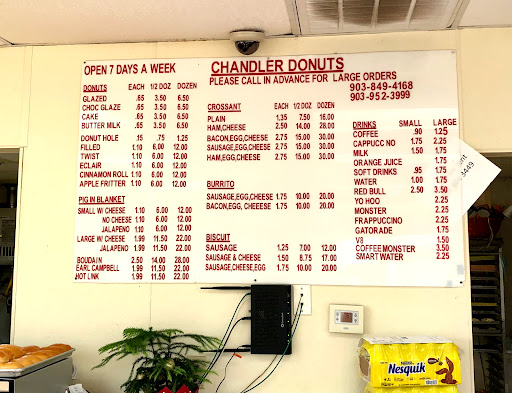 OPEN 7 DAYS A WEEK
CHANDLER DONUTS
PLEASE CALL IN ADVANCE FOR LARGE ORDERS
903-849-4168
903-952-3999
DONUTS EACH 1/2 DOZ DOZEN
GLAZED .65 3.50 6.50
CHOC GLAZE .65 3.50 6.50
CAKE .65 3.50 6.50
BUTTER MILK .65 3.50 6.50
DONUT HOLE .15 .75 1.25
FILLED 1.10 6.00 12.00
TWIST 1.10 6.00 12.00
ECLAIR 1.10 6.00 12.00
CINNAMON ROLL 1.10 6.00 12.00
APPLE FRITTER 1.10 6.00 12.00
PIG IN BLANKET
SMALL W/ CHEESE 1.10 6.00 12.00
NO CHEESE 1.10 6.00 12.00
JALAPENO 1.10 6.00 12.00
LARGE W/ CHEESE 1.99 11.50 22.00
JALAPENO 1.99 11.50 22.00
BOUDAIN 2.50 14.00 28.00
EARL CAMPBELL 1.99 11.50 22.00
HOT LINK 1.99 11.50 22.00
CROSSANT EACH 1/2 DOZ DOZEN
PLAIN 1.35 7.50 16.00
HAM,CHEESE 2.50 14.00 28.00
BACON,EGG,CHEESE 2.75 15.00 30.00
SAUSAGE,EGG,CHEESE 2.75 15.00 30.00
HAM,EGG,CHEESE 2.75 15.00 30.00
BURRITO
SAUSAGE,EGG,CHEESE 1.75 10.00 20.00
BACON,EGG, CHEESE 1.75 10.00 20.00
BISCUIT
SAUSAGE 1.25 7.00 12.00
SAUSAGE & CHEESE 1.50 8.75 17.00
SAUSAGE,CHEESE,EGG 1.75 10.00 20.00
DRINKS SMALL LARGE
COFFEE .90 1.25
CAPPUCC NO 1.75 2.25
MILK 1.50 1.75
ORANGE JUICE 1.75
SOFT DRINKS .95 1.75
WATER 1.00 1.75
RED BULL 2.50 3.50
YO HOO 2.25
MONSTER 2.25
FRAPPUCCINO 2.25
GATORADE 1.75
V8 1.50
COFFEE MONSTER 3.50
SMART WATER 2.25
3449
Nesquik